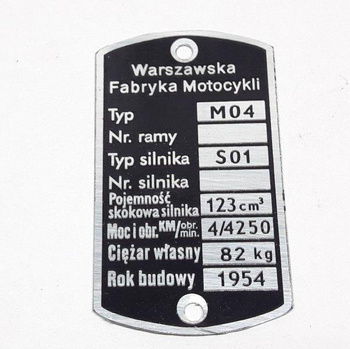 Warszawska
Fabryka Motocykli
Typ M04
Nr. ramy
Typ silnika S01
Nr. silnika
Pojemność
skokowa silnika 123 cm³
Moc i obr. KM/obr. min. 4/4250
Ciężar własny 82 kg
Rok budowy 1954